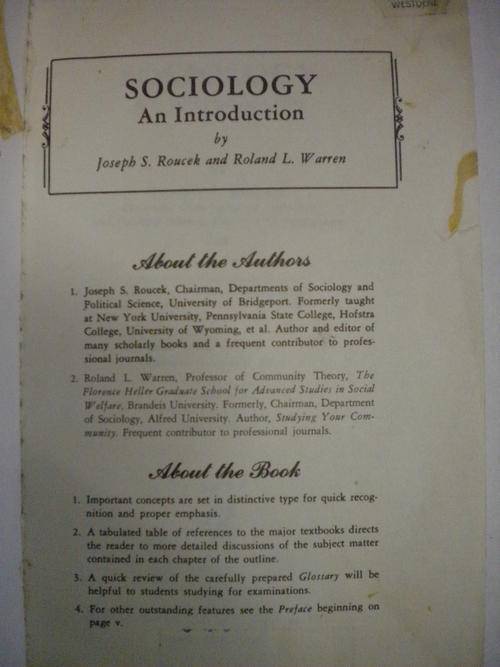 SOCIOLOGY
An Introduction
by
Joseph S. Roucek and Roland L. Warren
About the Authors
1. Joseph S. Roucek, Chairman, Departments of Sociology and
Political Science, University of Bridgeport. Formerly taught
at New York University, Pennsylvania State College, Hofstra
College, University of Wyoming, et al. Author and editor of
many scholarly books and a frequent contributor to profes-
sional journals.
2. Roland L. Warren, Professor of Community Theory, The
Florence Heller Graduate School for Advanced Studies in Social
Welfare, Brandeis University. Formerly, Chairman, Department
of Sociology, Alfred University. Author, Studying Your Com-
munity. Frequent contributor to professional journals.
About the Book
1. Important concepts are set in distinctive type for quick recog-
nition and proper emphasis.
2. A tabulated table of references to the major textbooks directs
the reader to more detailed discussions of the subject matter
contained in each chapter of the outline.
3. A quick review of the carefully prepared Glossary will be
helpful to students studying for examinations.
4. For other outstanding features see the Preface beginning on
page v.